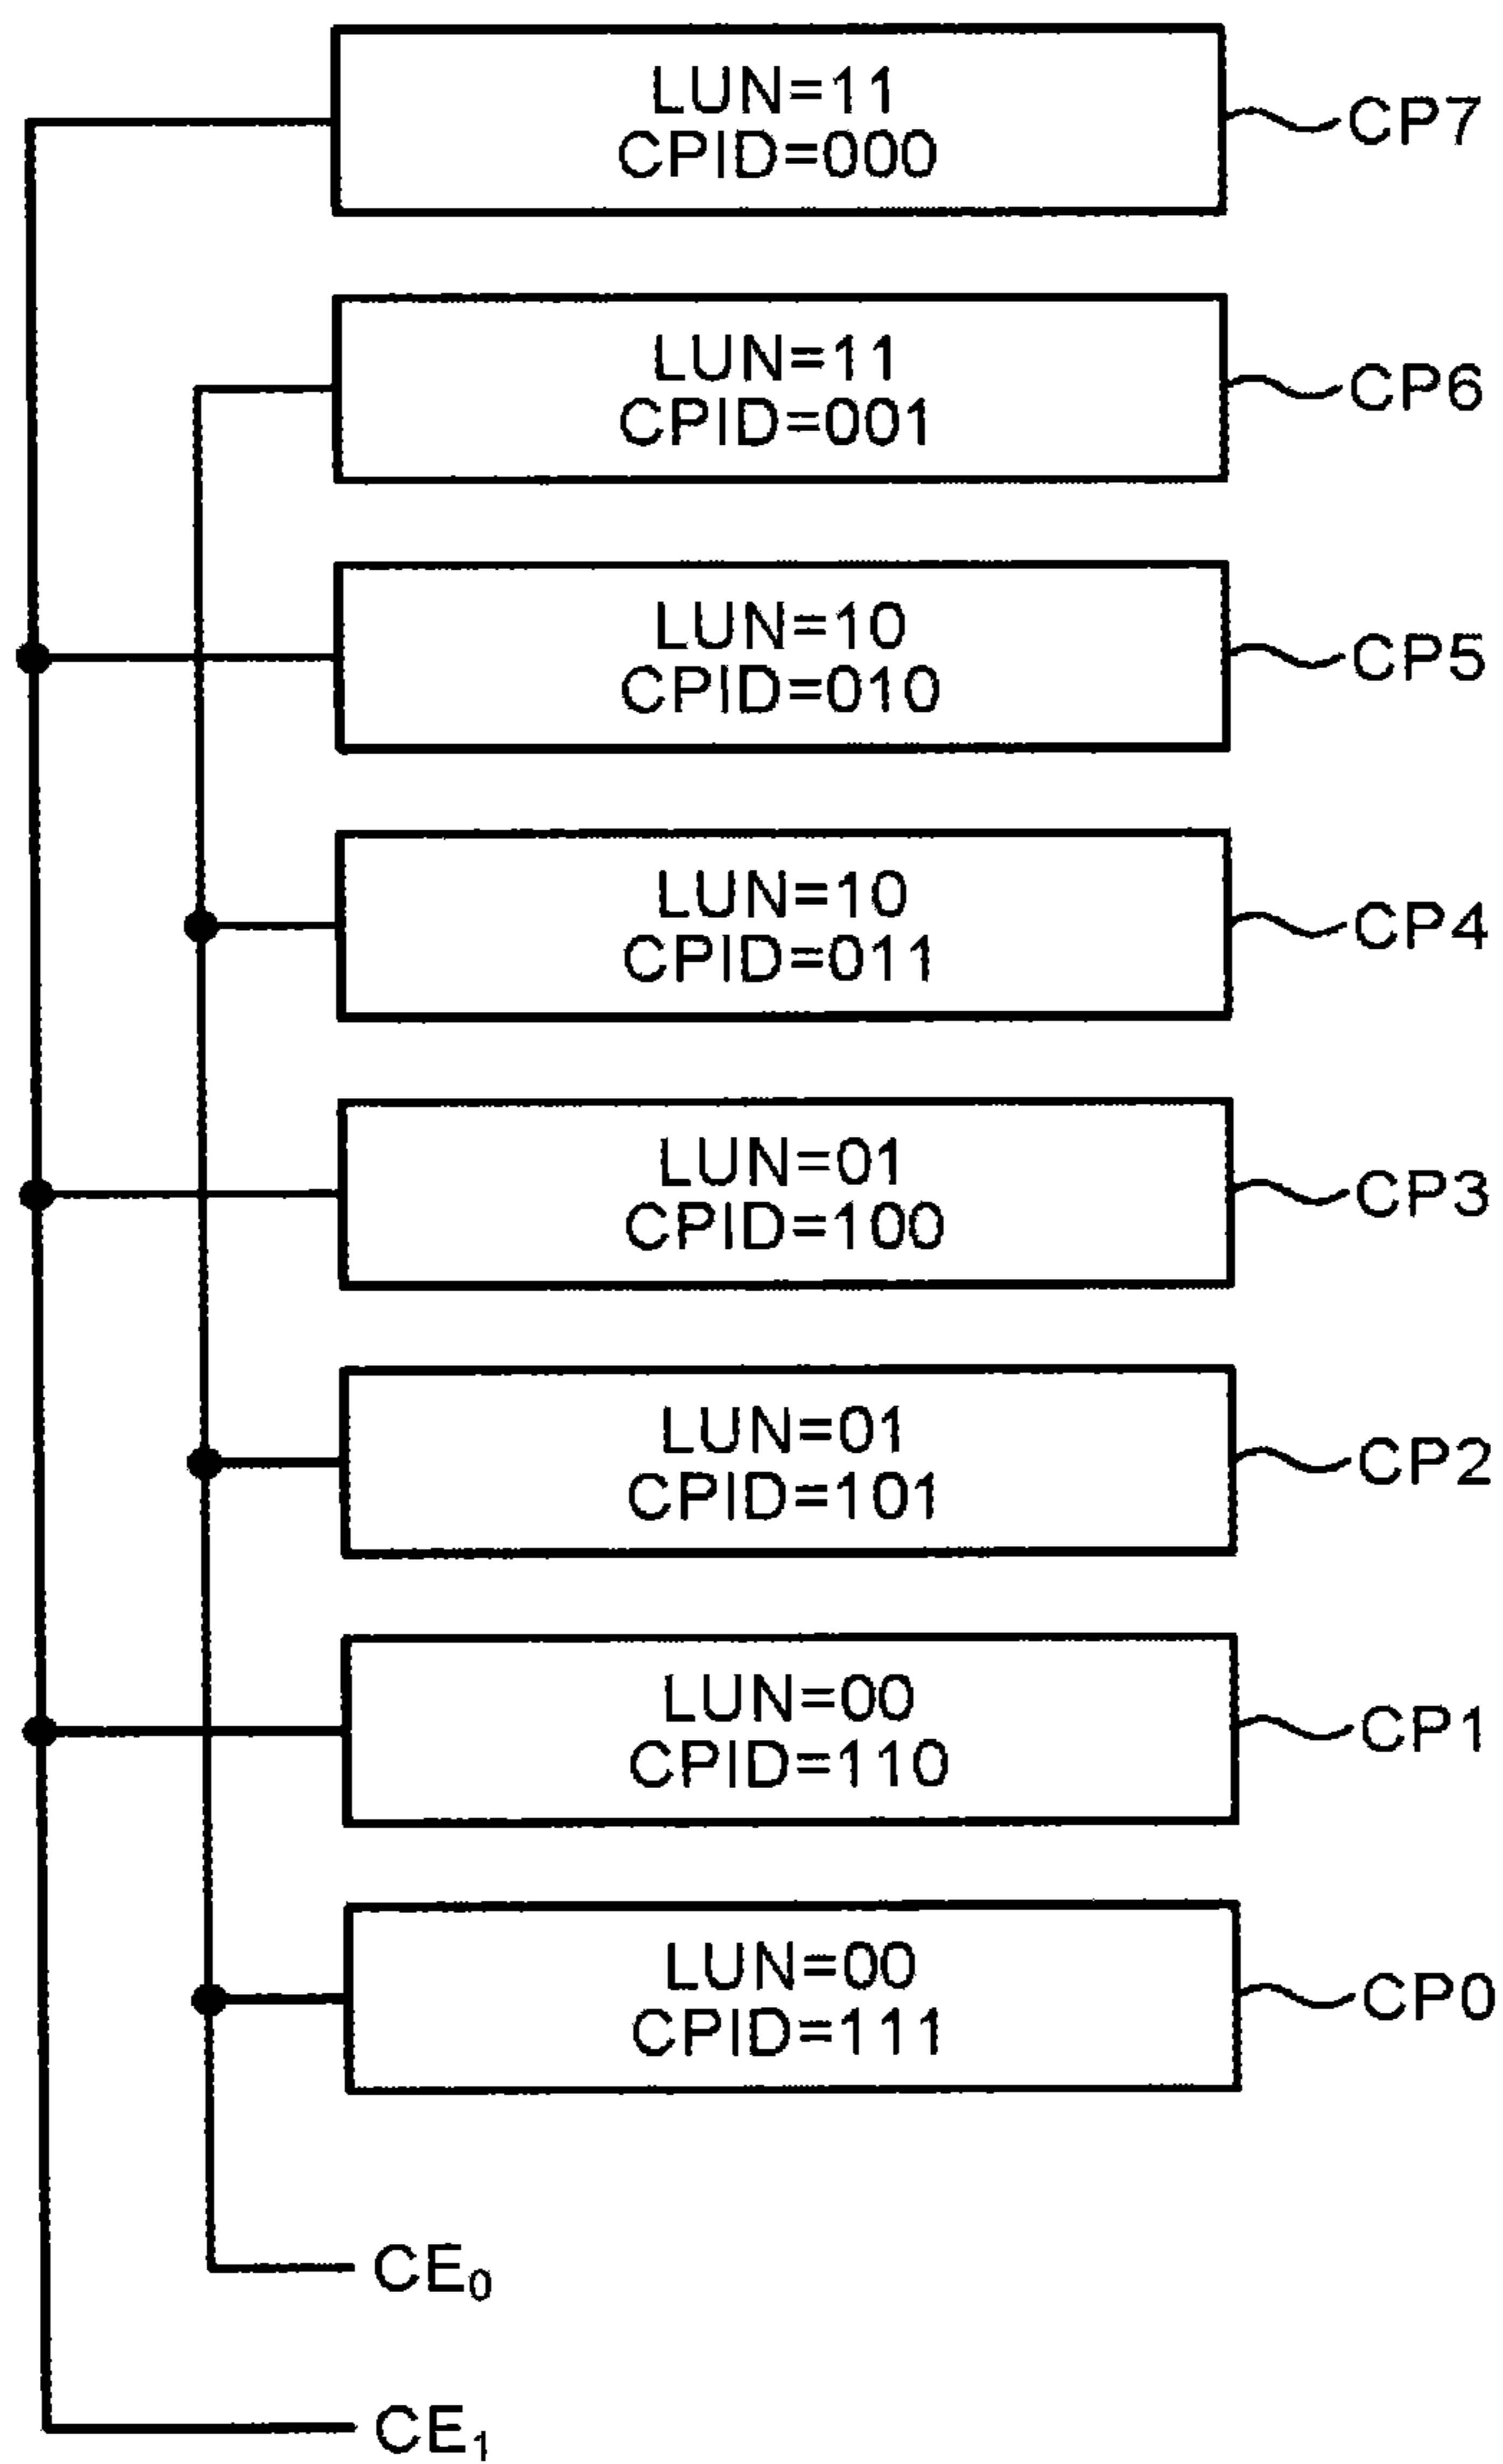 LUN=11
CPID=000
CP7
LUN=11
CPID=001
CP6
LUN=10
CPID=010
CP5
LUN=10
CPID=011
CP4
LUN=01
CPID=100
CP3
LUN=01
CPID=101
CP2
LUN=00
CPID=110
CP1
LUN=00
CPID=111
CP0
CE₀
CE₁